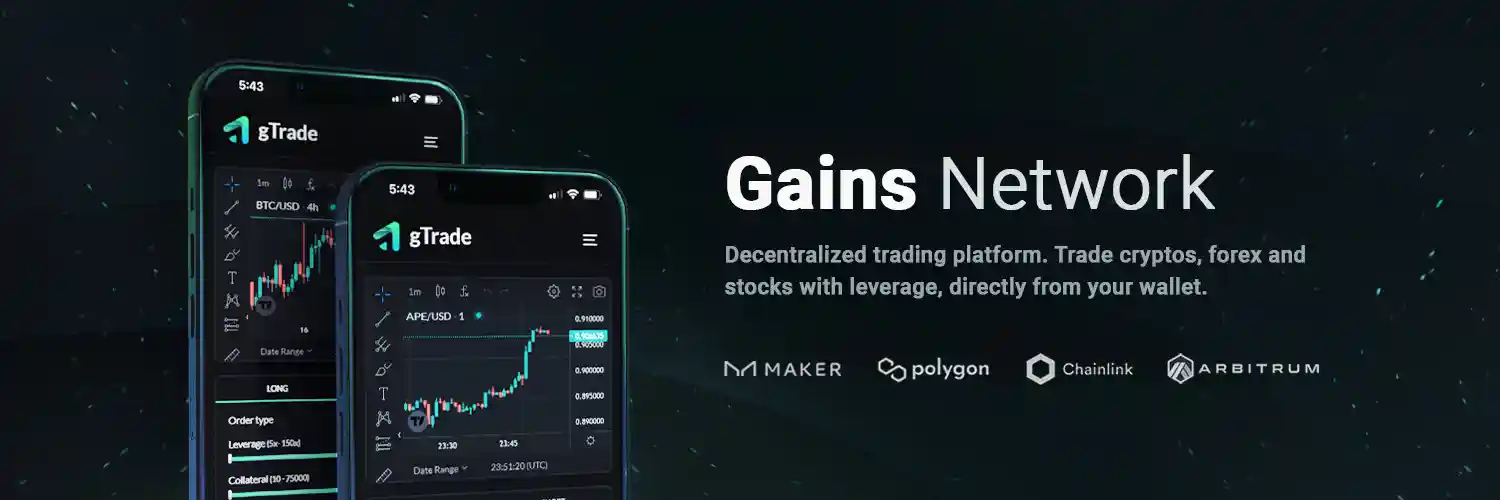 5:43
gTrade
1m
BTC/USD · 4h
16
Date Range
LONG
Order type
Leverage (5x- 150x)
Collateral (10 - 75000)
5:43
gTrade
1m
APE/USD · 1
0.910000
0.905000
0.900000
0.895000
0.890000
23:30 23:45
Date Range 23:51:20 (UTC)
Gains Network
Decentralized trading platform. Trade cryptos, forex and
stocks with leverage, directly from your wallet.
MAKER polygon Chainlink ARBITRUM